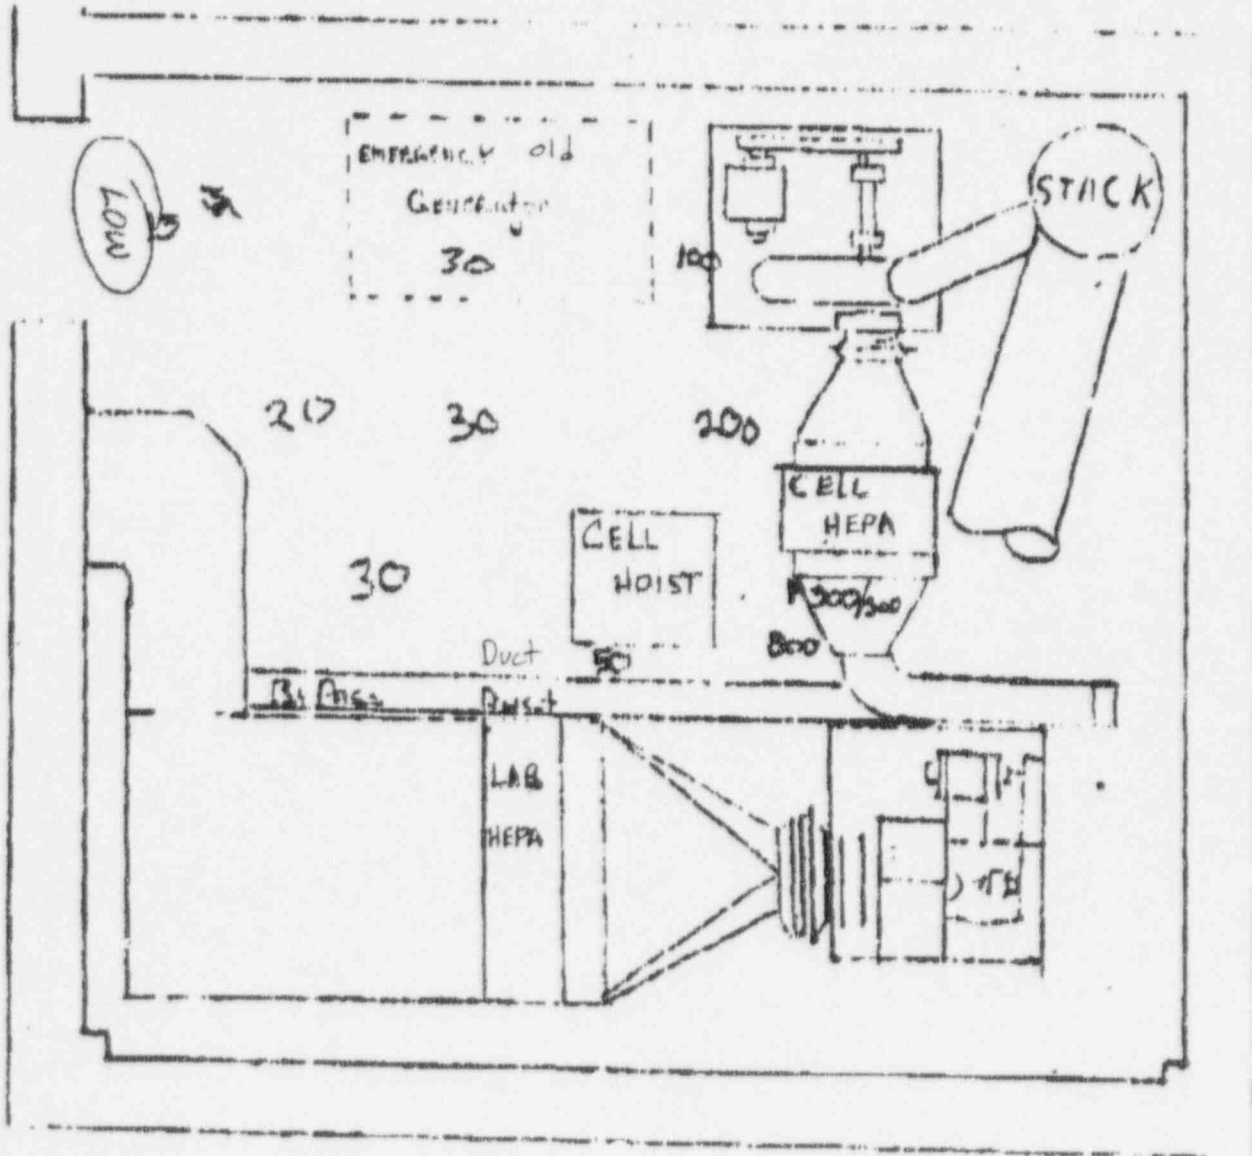 EMERGENCY Old
Generator
30
LOW
100
STACK
20
30
200
CELL
HEPA
CELL
HOIST
30
300/300
800
Duct
50
By Pass
LAB
HEPA